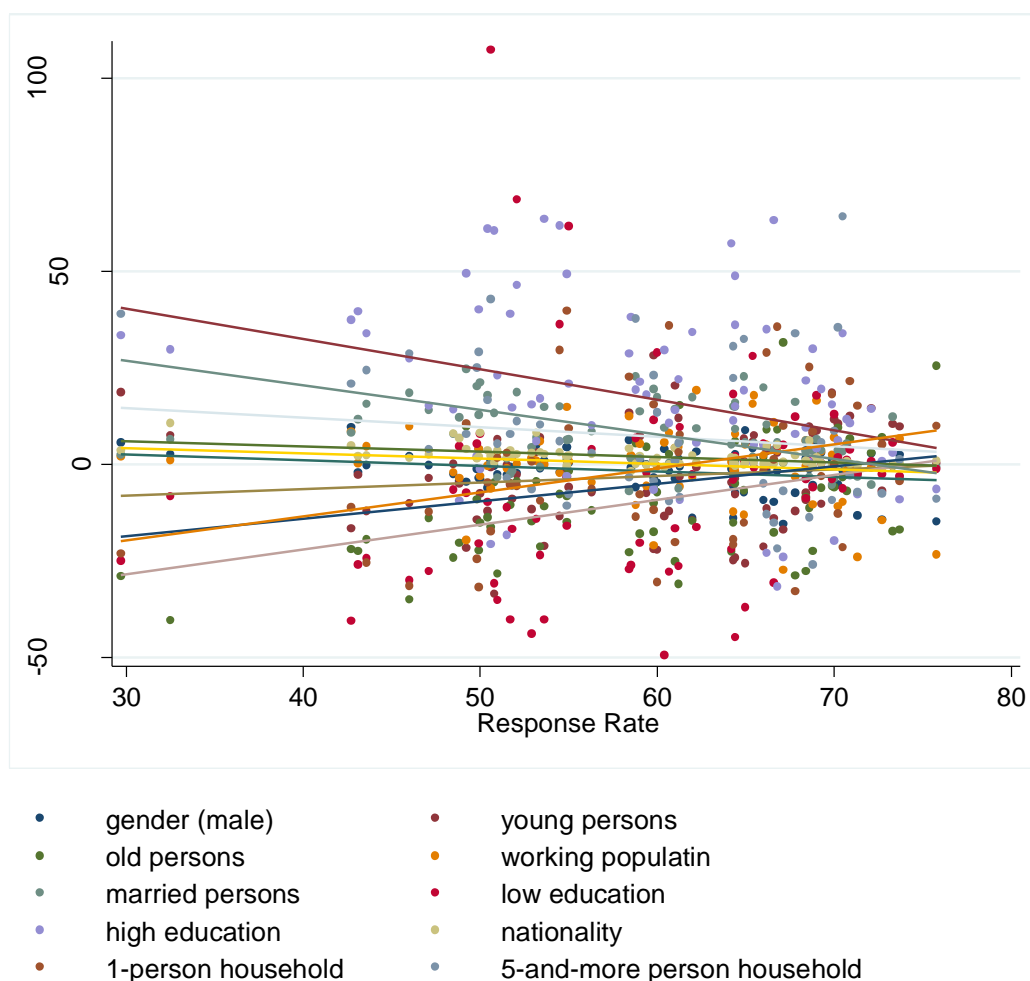 100
50
0
-50
30 40 50 60 70 80
Response Rate
gender (male) young persons
old persons working populatin
married persons low education
high education nationality
1-person household 5-and-more person household